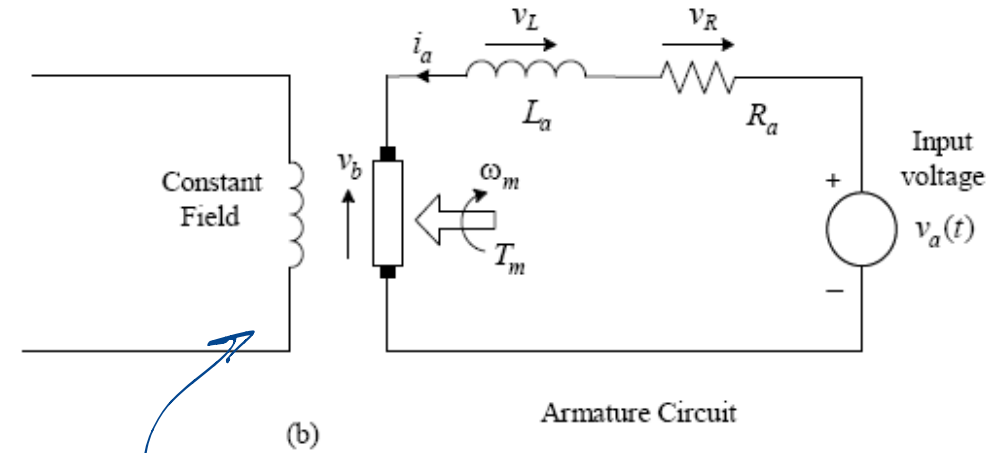 v_L
v_R
i_a
L_a
R_a
Input
voltage
v_b
ω_m
Constant
Field
+
v_a(t)
T_m
−
Armature Circuit
(b)